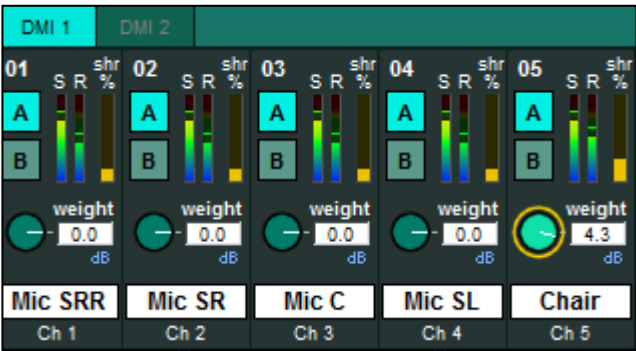 DMI 1 DMI 2
01 S R shr % 02 S R shr % 03 S R shr % 04 S R shr % 05 S R shr %
A A A A A
B B B B B
weight weight weight weight weight
0.0 0.0 0.0 0.0 4.3
dB dB dB dB dB
Mic SRR Mic SR Mic C Mic SL Chair
Ch 1 Ch 2 Ch 3 Ch 4 Ch 5